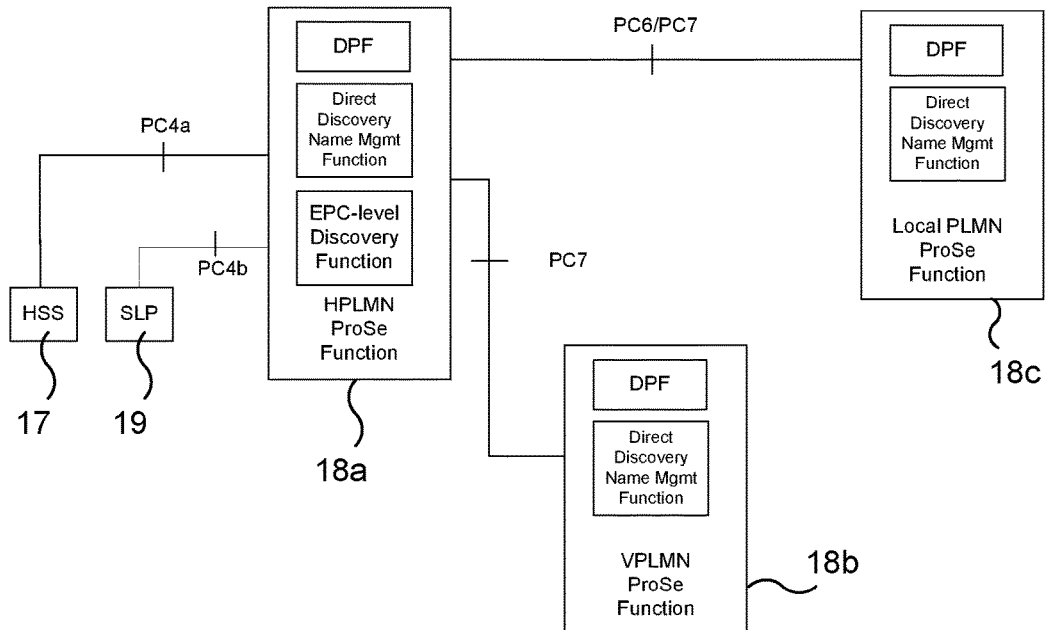 PC6/PC7
DPF
DPF
Direct
Discovery
Name Mgmt
Function
Direct
Discovery
Name Mgmt
Function
PC4a
EPC-level
Discovery
Function
Local PLMN
ProSe
Function
PC4b
PC7
HSS
SLP
HPLMN
ProSe
Function
18c
17
19
18a
DPF
Direct
Discovery
Name Mgmt
Function
VPLMN
ProSe
Function
18b